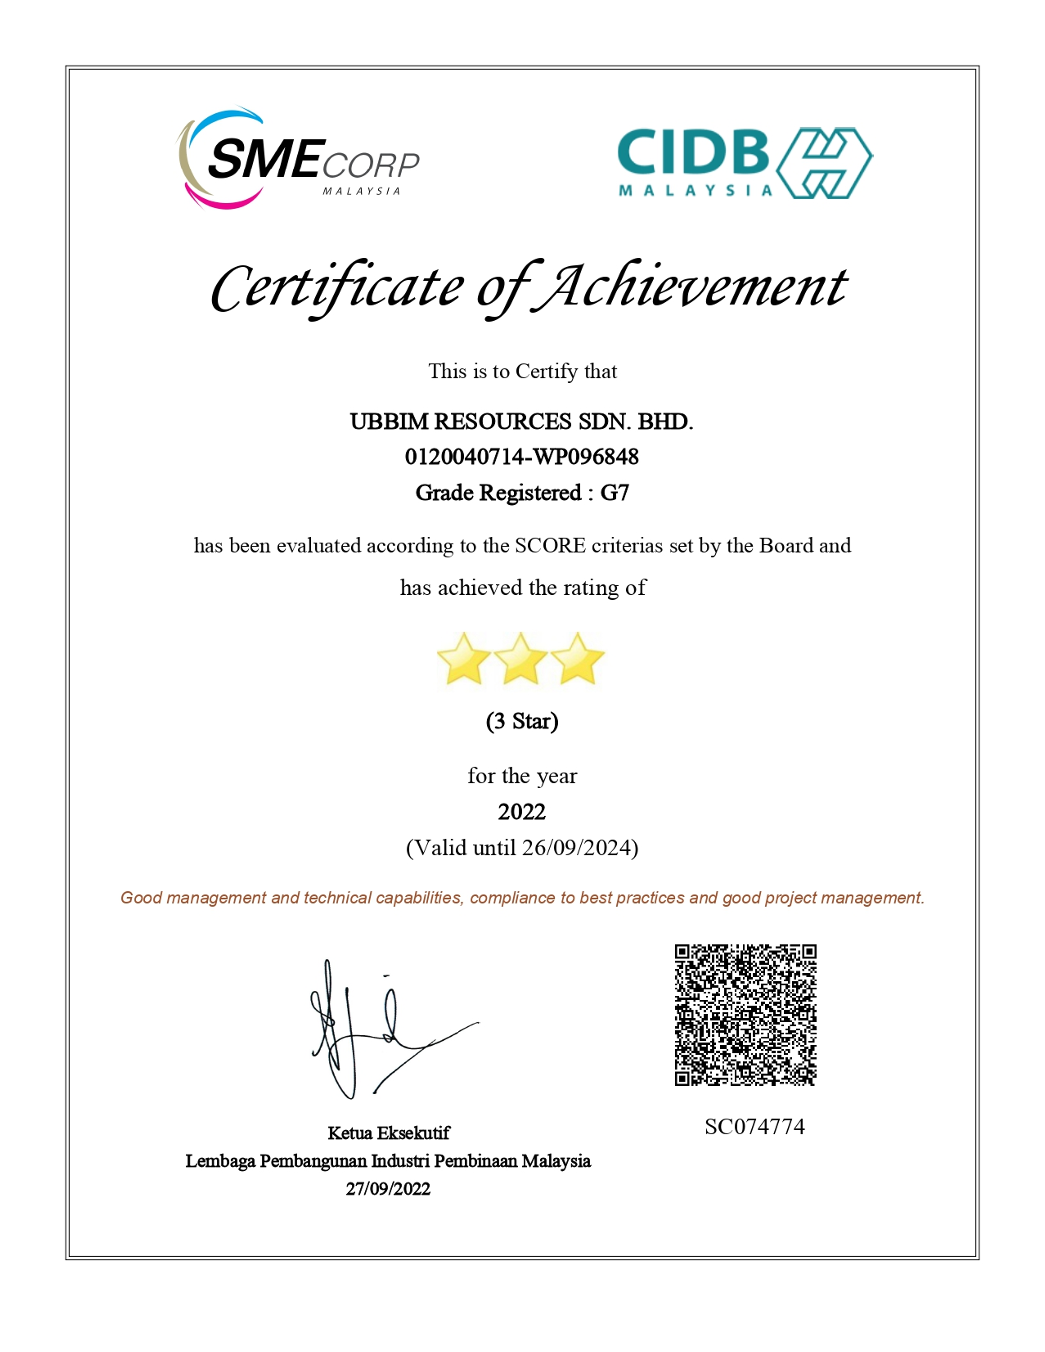 SME CORP
MALAYSIA
CIDB
MALAYSIA
Certificate of Achievement
This is to Certify that
UBBIM RESOURCES SDN. BHD.
0120040714-WP096848
Grade Registered : G7
has been evaluated according to the SCORE criterias set by the Board and
has achieved the rating of
(3 Star)
for the year
2022
(Valid until 26/09/2024)
Good management and technical capabilities, compliance to best practices and good project management.
SC074774
Ketua Eksekutif
Lembaga Pembangunan Industri Pembinaan Malaysia
27/09/2022